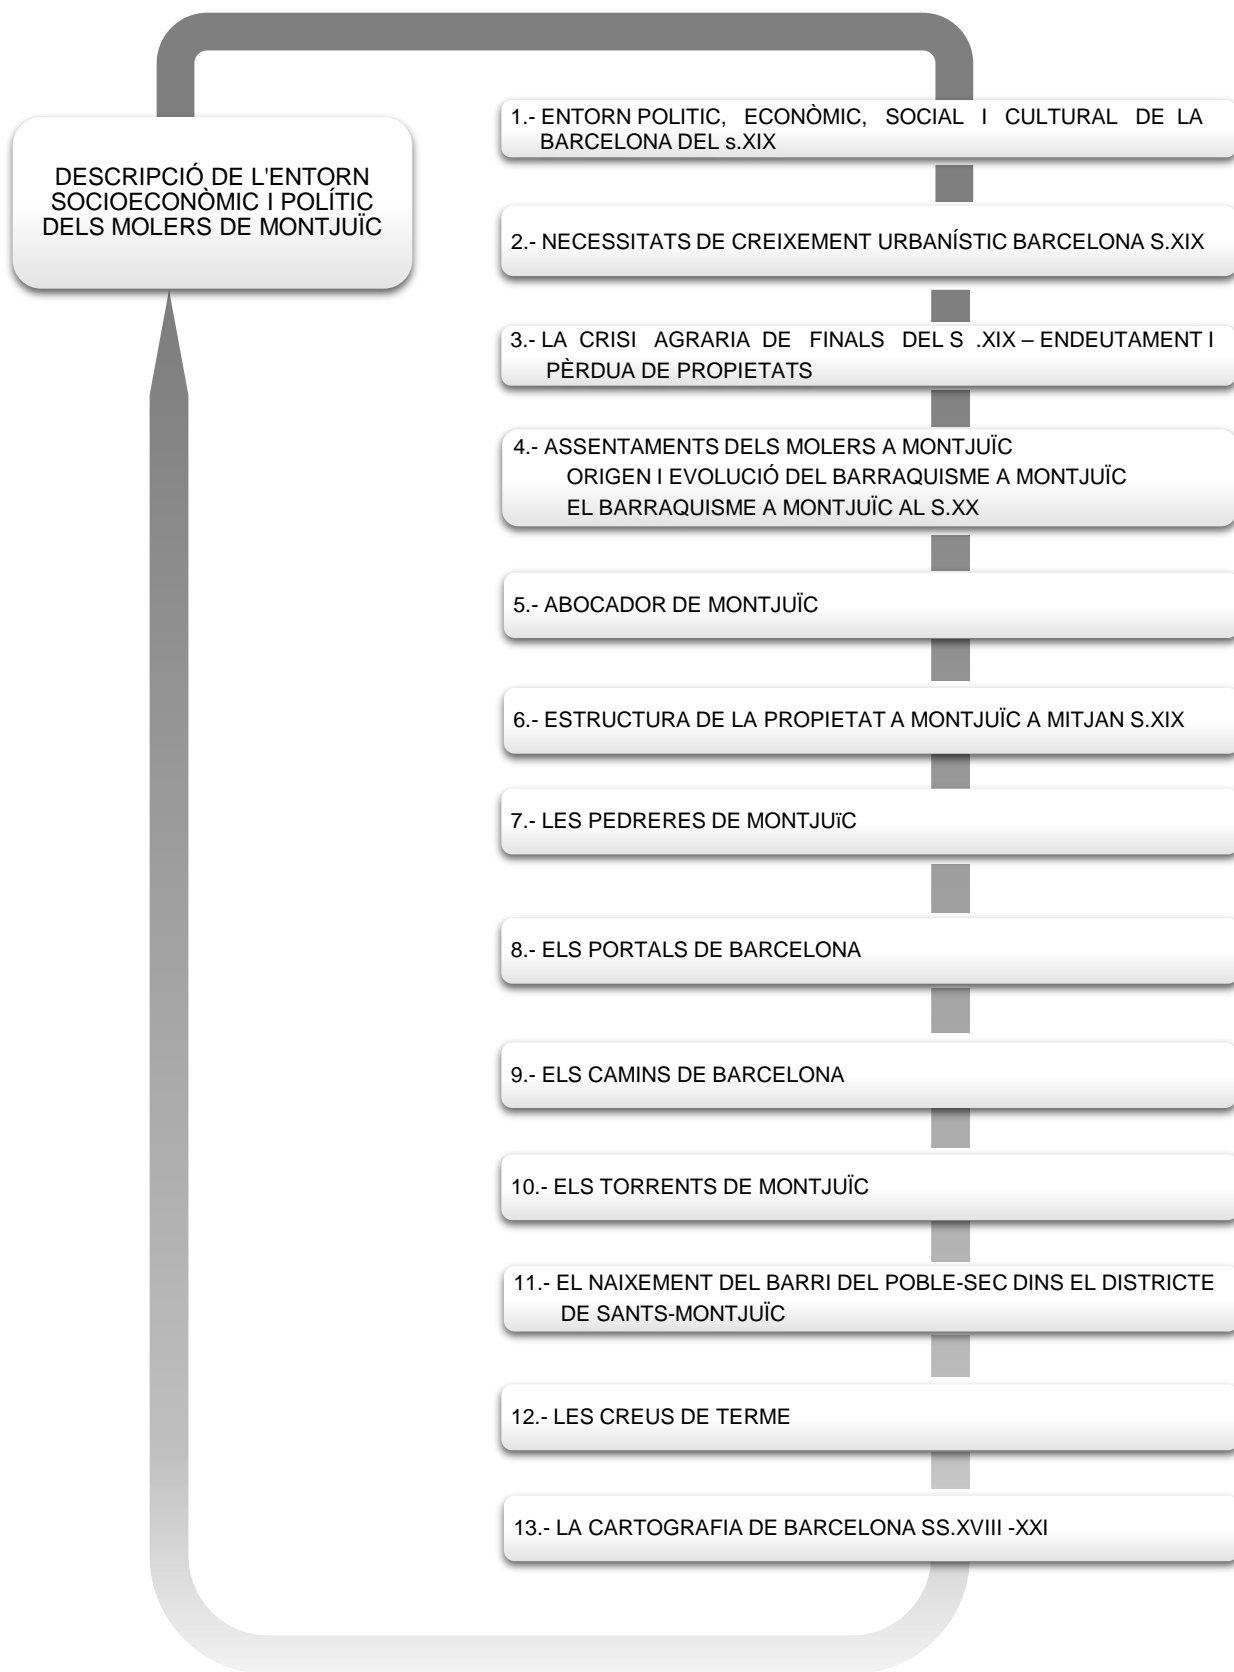 DESCRIPCIÓ DE L'ENTORN
SOCIOECONÒMIC I POLÍTIC
DELS MOLERS DE MONTJUÏC
1.- ENTORN POLITIC, ECONÒMIC, SOCIAL I CULTURAL DE LA
BARCELONA DEL s.XIX
2.- NECESSITATS DE CREIXEMENT URBANÍSTIC BARCELONA S.XIX
3.- LA CRISI AGRARIA DE FINALS DEL S .XIX – ENDEUTAMENT I
PÈRDUA DE PROPIETATS
4.- ASSENTAMENTS DELS MOLERS A MONTJUÏC
ORIGEN I EVOLUCIÓ DEL BARRAQUISME A MONTJUÏC
EL BARRAQUISME A MONTJUÏC AL S.XX
5.- ABOCADOR DE MONTJUÏC
6.- ESTRUCTURA DE LA PROPIETAT A MONTJUÏC A MITJAN S.XIX
7.- LES PEDRERES DE MONTJUïC
8.- ELS PORTALS DE BARCELONA
9.- ELS CAMINS DE BARCELONA
10.- ELS TORRENTS DE MONTJUÏC
11.- EL NAIXEMENT DEL BARRI DEL POBLE-SEC DINS EL DISTRICTE
DE SANTS-MONTJUÏC
12.- LES CREUS DE TERME
13.- LA CARTOGRAFIA DE BARCELONA SS.XVIII -XXI